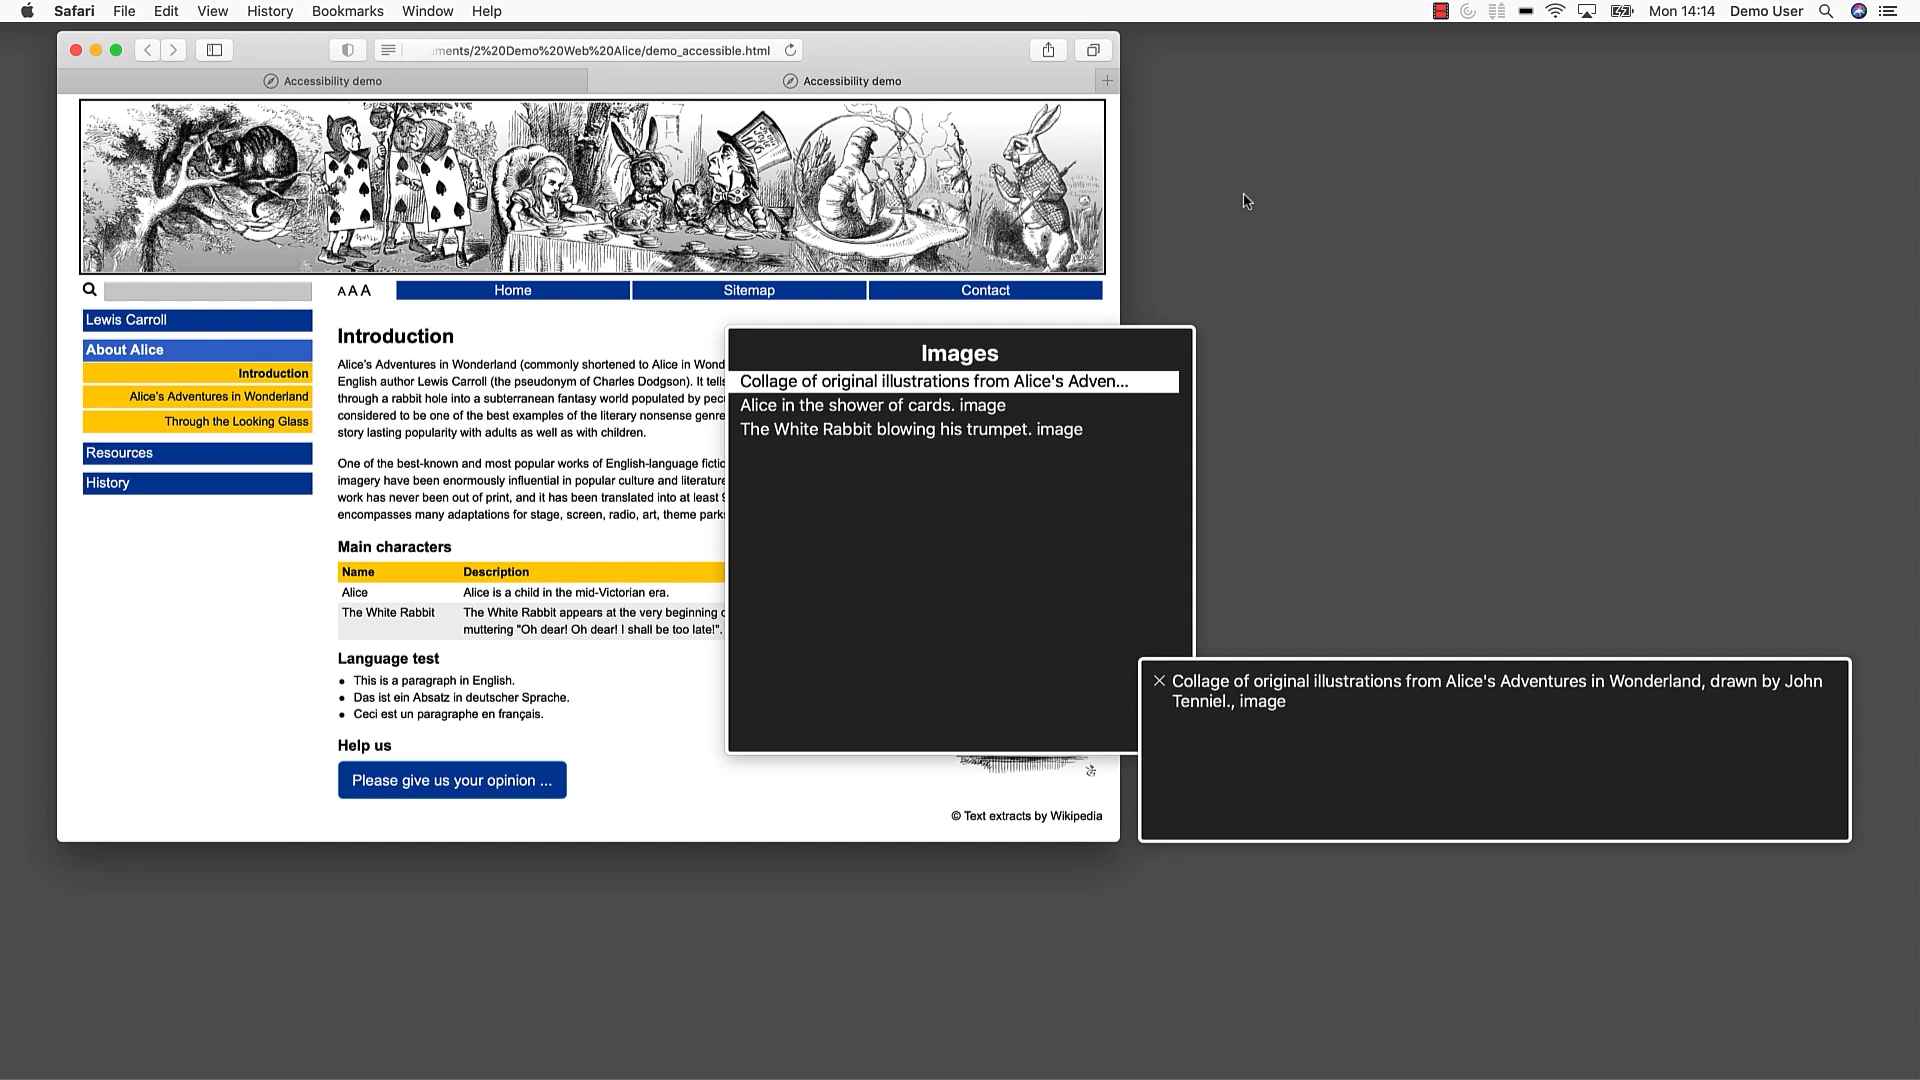 Safari File Edit View History Bookmarks Window Help Mon 14:14 Demo User
ments/2%20Demo%20Web%20Alice/demo_accessible.html
Accessibility demo Accessibility demo
AAA Home Sitemap Contact
Lewis Carroll
About Alice
Introduction
Alice's Adventures in Wonderland
Through the Looking Glass
Resources
History
Introduction
Alice's Adventures in Wonderland (commonly shortened to Alice in Wond
English author Lewis Carroll (the pseudonym of Charles Dodgson). It tells
through a rabbit hole into a subterranean fantasy world populated by pec
considered to be one of the best examples of the literary nonsense genre
story lasting popularity with adults as well as with children.
One of the best-known and most popular works of English-language fictio
imagery have been enormously influential in popular culture and literature
work has never been out of print, and it has been translated into at least
encompasses many adaptations for stage, screen, radio, art, theme park
Main characters
Name Description
Alice Alice is a child in the mid-Victorian era.
The White Rabbit The White Rabbit appears at the very beginning
muttering "Oh dear! Oh dear! I shall be too late!".
Language test
• This is a paragraph in English.
• Das ist ein Absatz in deutscher Sprache.
• Ceci est un paragraphe en français.
Help us
Please give us your opinion ...
© Text extracts by Wikipedia
Images
Collage of original illustrations from Alice's Adven...
Alice in the shower of cards. image
The White Rabbit blowing his trumpet. image
Collage of original illustrations from Alice's Adventures in Wonderland, drawn by John
Tenniel., image